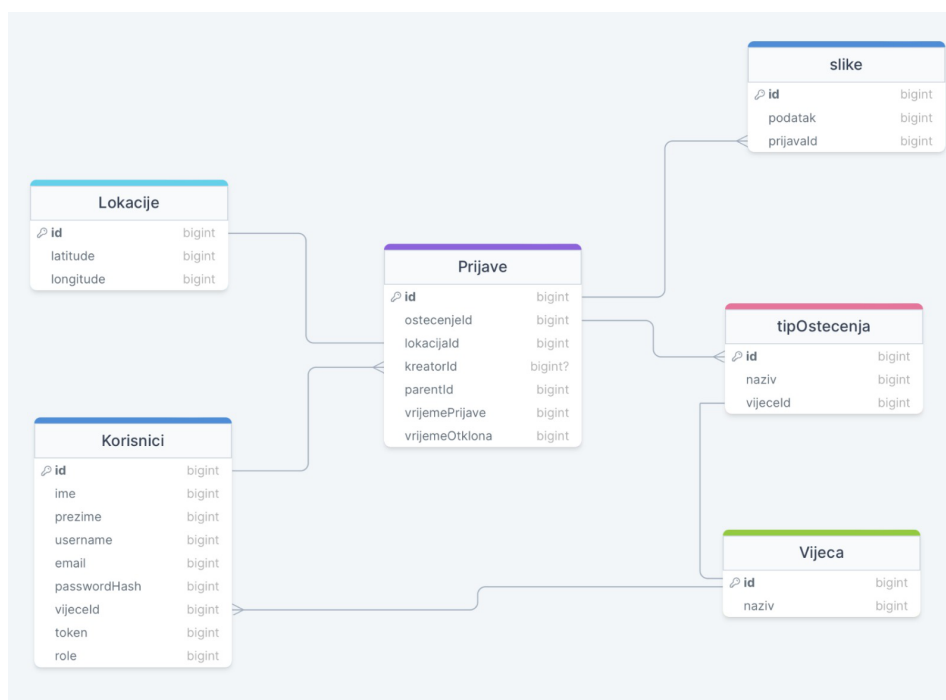 slike
id bigint
podatak bigint
prijavaId bigint
Lokacije
id bigint
latitude bigint
longitude bigint
Prijave
id bigint
ostecenjeId bigint
lokacijaId bigint
kreatorId bigint?
parentId bigint
vrijemePrijave bigint
vrijemeOtklona bigint
tipOstecenja
id bigint
naziv bigint
vijeceId bigint
Korisnici
id bigint
ime bigint
prezime bigint
username bigint
email bigint
passwordHash bigint
vijeceId bigint
token bigint
role bigint
Vijeca
id bigint
naziv bigint